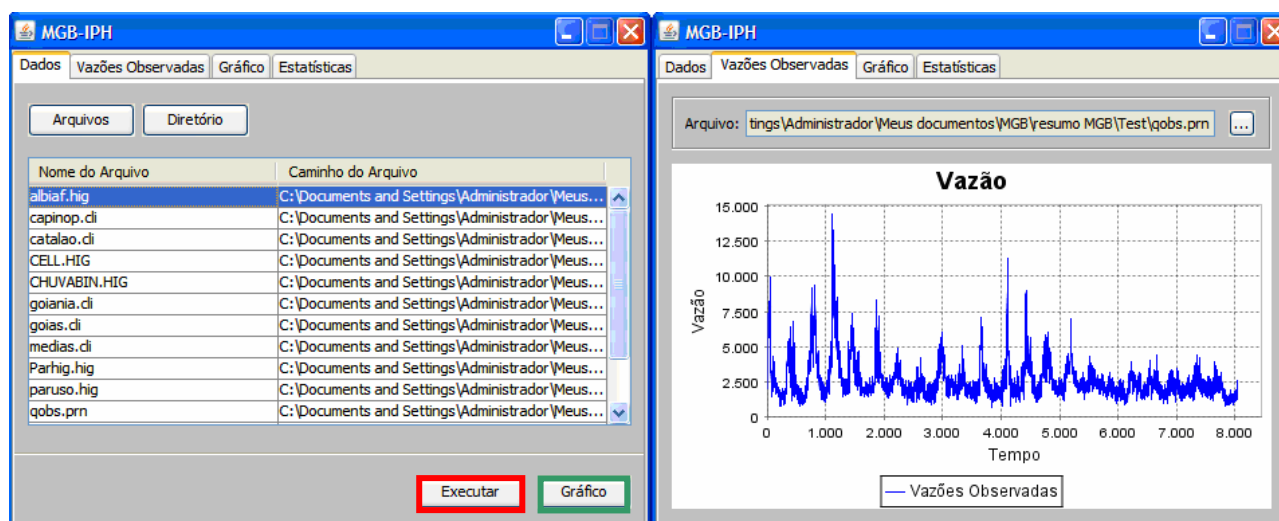 MGB-IPH
Dados Vazões Observadas Gráfico Estatísticas
Arquivos Diretório
Nome do Arquivo Caminho do Arquivo
albiaf.hig C:\Documents and Settings\Administrador\Meus...
capinop.cli C:\Documents and Settings\Administrador\Meus...
catalao.cli C:\Documents and Settings\Administrador\Meus...
CELL.HIG C:\Documents and Settings\Administrador\Meus...
CHUVABIN.HIG C:\Documents and Settings\Administrador\Meus...
goiania.cli C:\Documents and Settings\Administrador\Meus...
goias.cli C:\Documents and Settings\Administrador\Meus...
medias.cli C:\Documents and Settings\Administrador\Meus...
Parhig.hig C:\Documents and Settings\Administrador\Meus...
paruso.hig C:\Documents and Settings\Administrador\Meus...
qobs.prn C:\Documents and Settings\Administrador\Meus...
Executar Gráfico
MGB-IPH
Dados Vazões Observadas Gráfico Estatísticas
Arquivo: tings\Administrador\Meus documentos\MGB\resumo MGB\Test\qobs.prn ...
Vazão
15.000
12.500
10.000
7.500
5.000
2.500
0
Vazão
0 1.000 2.000 3.000 4.000 5.000 6.000 7.000 8.000
Tempo
Vazões Observadas